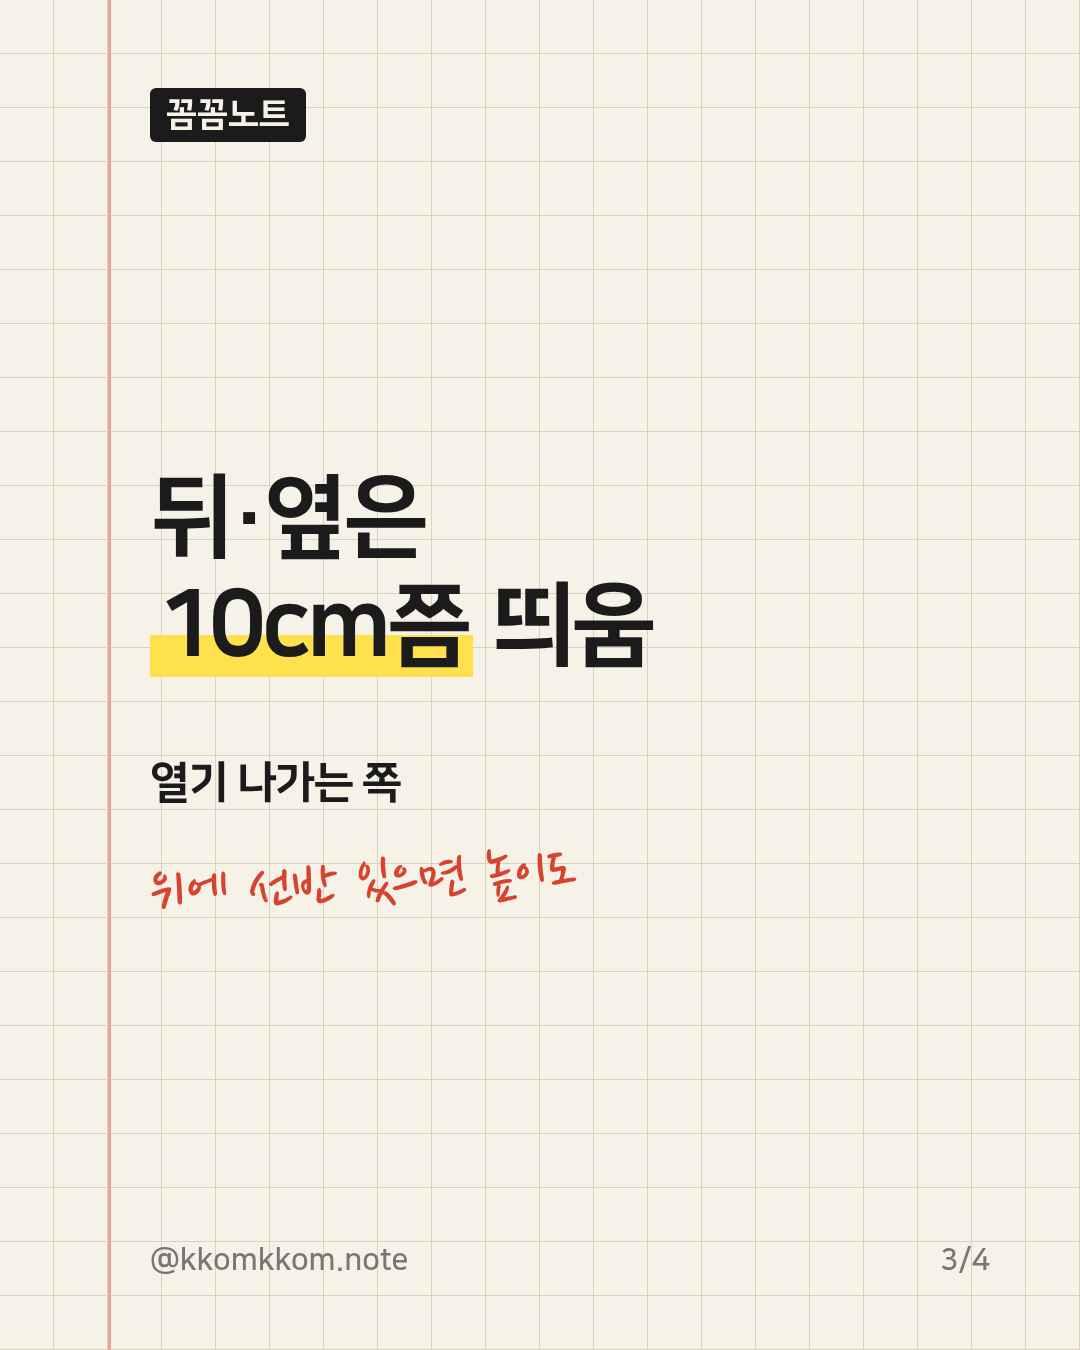 꼼꼼노트
뒤·옆은
10cm쯤 띄움
열기 나가는 쪽
위에 선반 있으면 높이도
@kkomkkom.note
3/4